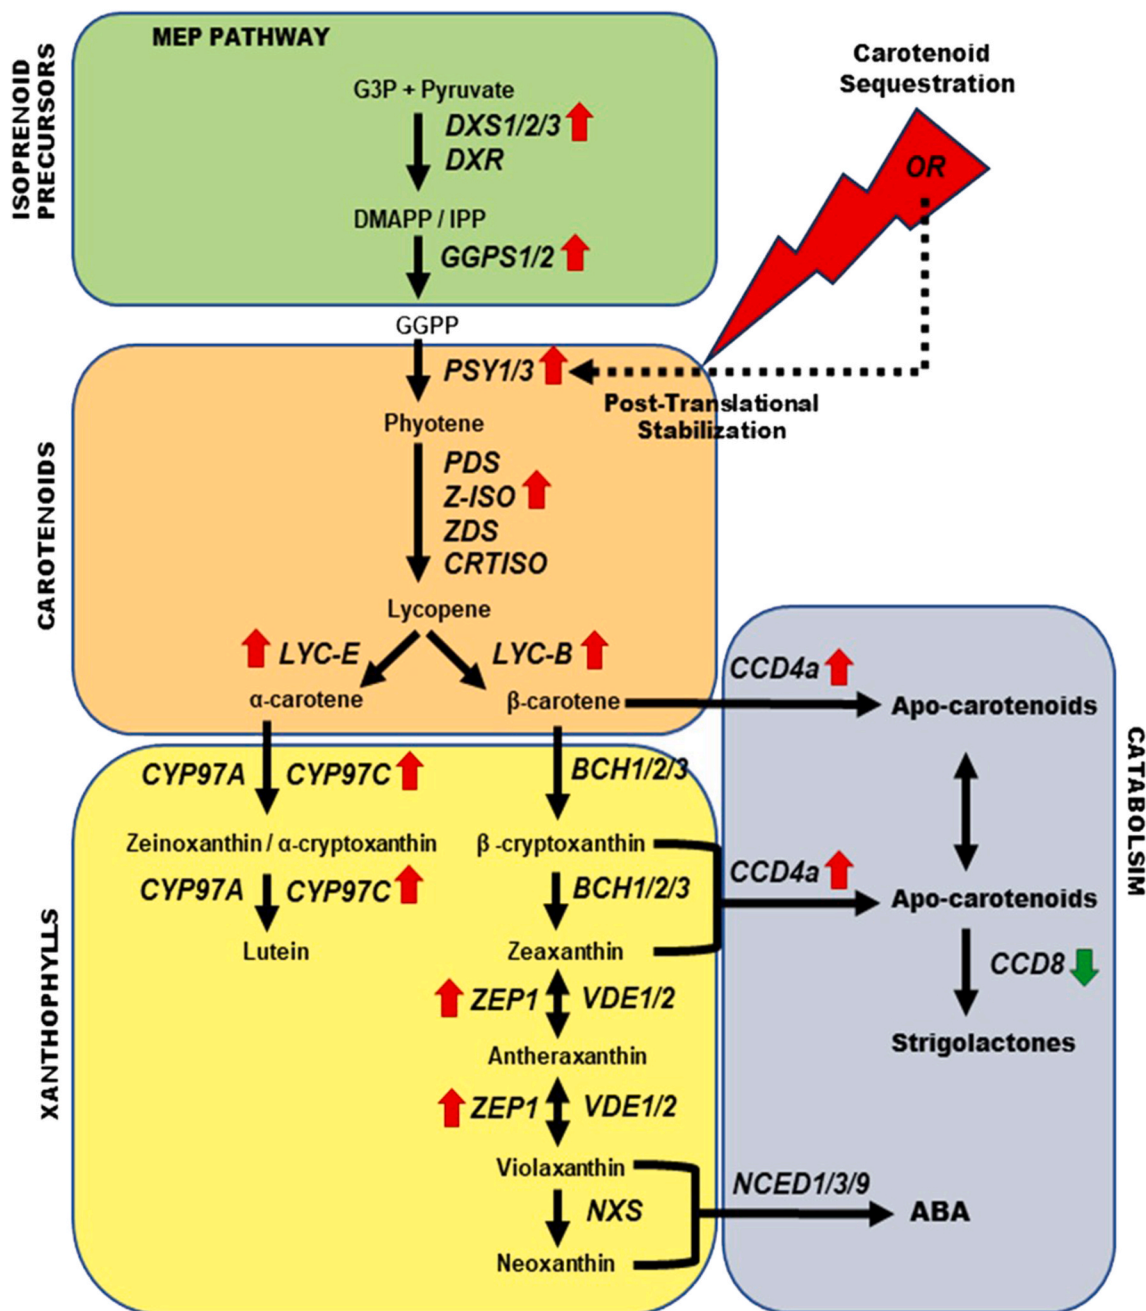 ISOPRENOID
PRECURSORS
MEP PATHWAY
G3P + Pyruvate
DXS1/2/3
DXR
DMAPP / IPP
GGPS1/2
GGPP
Carotenoid
Sequestration
OR
CAROTENOIDS
PSY1/3
Post-Translational
Stabilization
Phyotene
PDS
Z-ISO
ZDS
CRTISO
Lycopene
LYC-E
LYC-B
α-carotene
β-carotene
XANTHOPHYLLS
CYP97A
CYP97C
BCH1/2/3
Zeinoxanthin / α-cryptoxanthin
β -cryptoxanthin
CYP97A
CYP97C
BCH1/2/3
Lutein
Zeaxanthin
ZEP1
VDE1/2
Antheraxanthin
ZEP1
VDE1/2
Violaxanthin
NXS
Neoxanthin
CATABOLSIM
CCD4a
Apo-carotenoids
CCD4a
Apo-carotenoids
CCD8
Strigolactones
NCED1/3/9
ABA